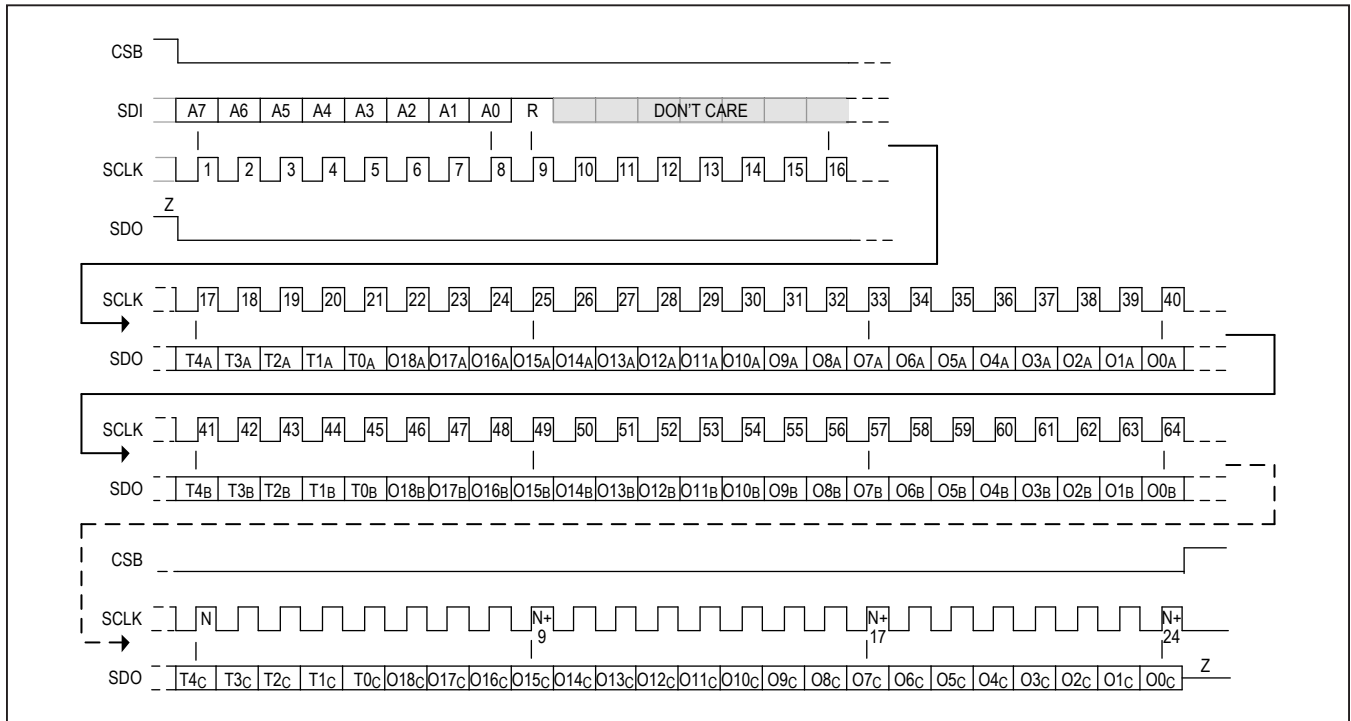 CSB
SDI A7 A6 A5 A4 A3 A2 A1 A0 R DON'T CARE
SCLK 1 2 3 4 5 6 7 8 9 10 11 12 13 14 15 16
Z
SDO
SCLK 17 18 19 20 21 22 23 24 25 26 27 28 29 30 31 32 33 34 35 36 37 38 39 40
SDO T4A T3A T2A T1A T0A O18A O17A O16A O15A O14A O13A O12A O11A O10A O9A O8A O7A O6A O5A O4A O3A O2A O1A O0A
SCLK 41 42 43 44 45 46 47 48 49 50 51 52 53 54 55 56 57 58 59 60 61 62 63 64
SDO T4B T3B T2B T1B T0B O18B O17B O16B O15B O14B O13B O12B O11B O10B O9B O8B O7B O6B O5B O4B O3B O2B O1B O0B
CSB
SCLK N N+9 N+17 N+24
SDO T4C T3C T2C T1C T0C O18C O17C O16C O15C O14C O13C O12C O11C O10C O9C O8C O7C O6C O5C O4C O3C O2C O1C O0C Z